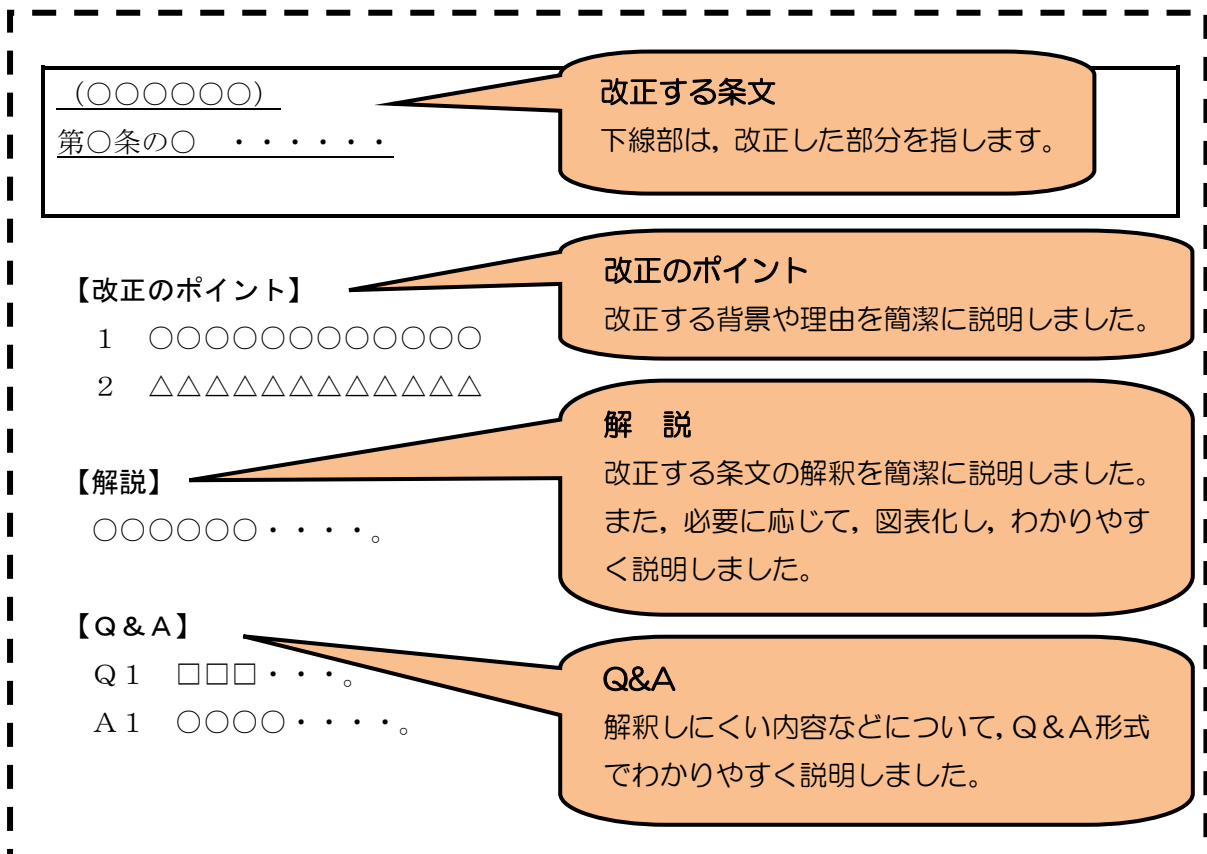 （○○○○○○）
第○条の○　・・・・・・
改正する条文
下線部は，改正した部分を指します。
【改正のポイント】
１　○○○○○○○○○○○○
２　△△△△△△△△△△△△
改正のポイント
改正する背景や理由を簡潔に説明しました。
【解説】
○○○○○○・・・・。
解　説
改正する条文の解釈を簡潔に説明しました。
また，必要に応じて，図表化し，わかりやす
く説明しました。
【Ｑ＆Ａ】
Ｑ１　□□□・・・。
Ａ１　○○○○・・・・。
Q&A
解釈しにくい内容などについて，Ｑ＆Ａ形式
でわかりやすく説明しました。